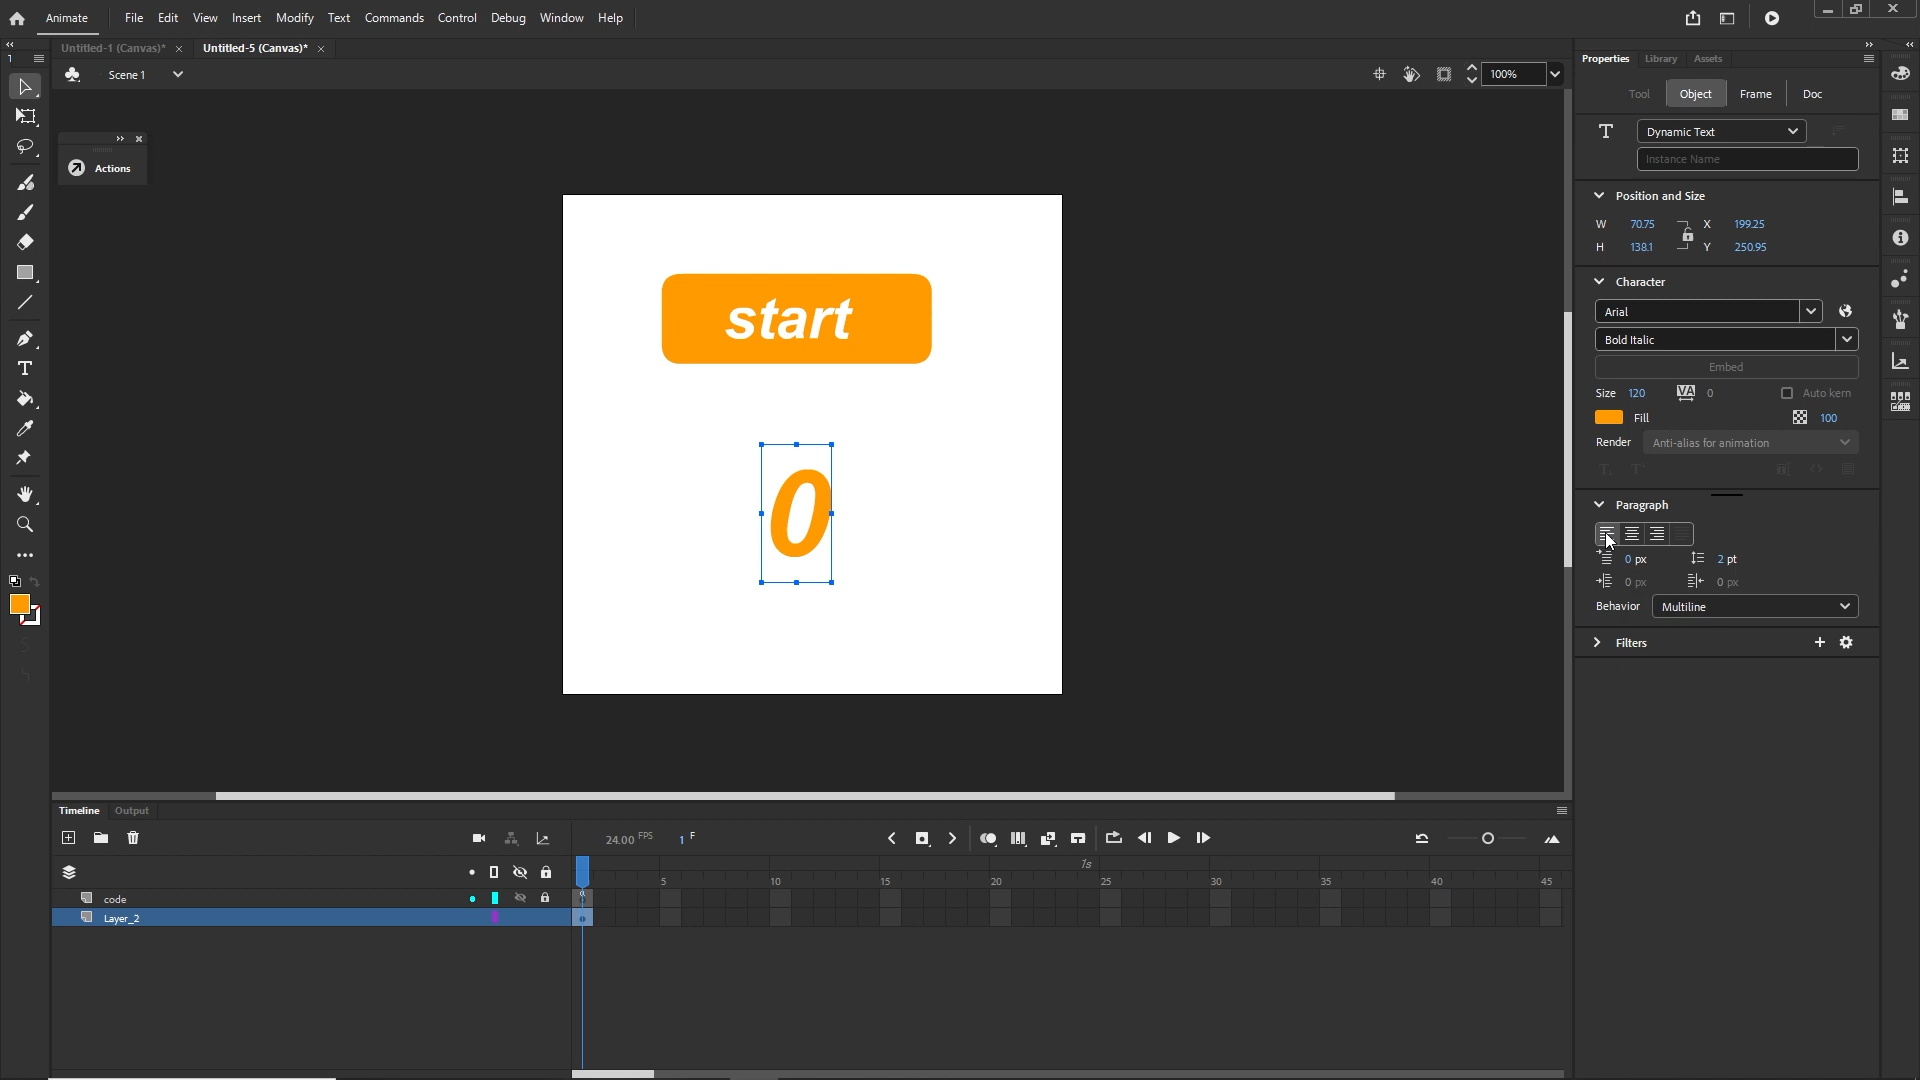 Animate File Edit View Insert Modify Text Commands Control Debug Window Help
Untitled-1 (Canvas)* Untitled-5 (Canvas)*
Scene 1 100%
Actions
start
0
Properties Library Assets
Tool Object Frame Doc
Dynamic Text
Instance Name
Position and Size
W 70.75 X 199.25
H 138.1 Y 250.95
Character
Arial
Bold Italic
Embed
Size 120 VA 0 Auto kern
Fill 100
Render Anti-alias for animation
Paragraph
0 px 2 pt
0 px 0 px
Behavior Multiline
Filters
Timeline Output
24.00 FPS 1 F
1s
5 10 15 20 25 30 35 40 45
code
Layer_2